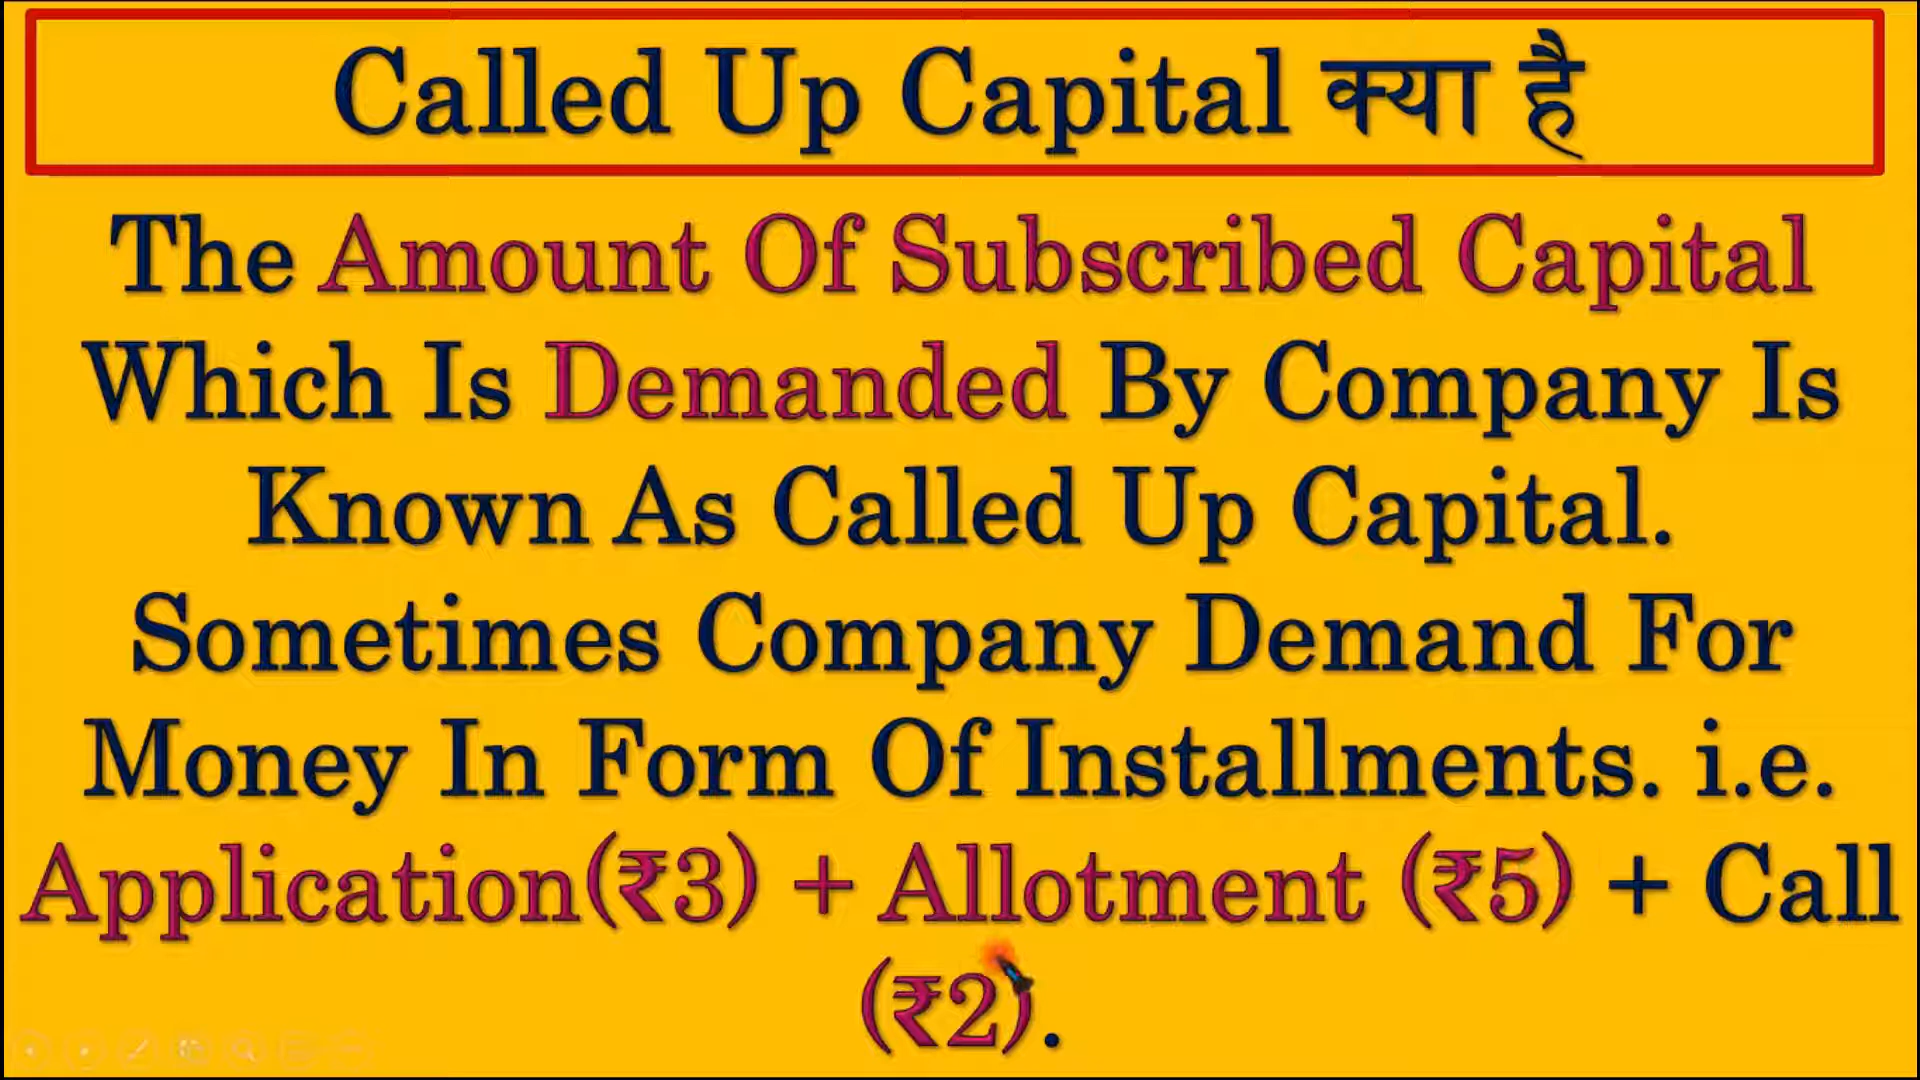 Called Up Capital क्या है
The Amount Of Subscribed Capital
Which Is Demanded By Company Is
Known As Called Up Capital.
Sometimes Company Demand For
Money In Form Of Installments. i.e.
Application(₹3) + Allotment (₹5) + Call
(₹2).